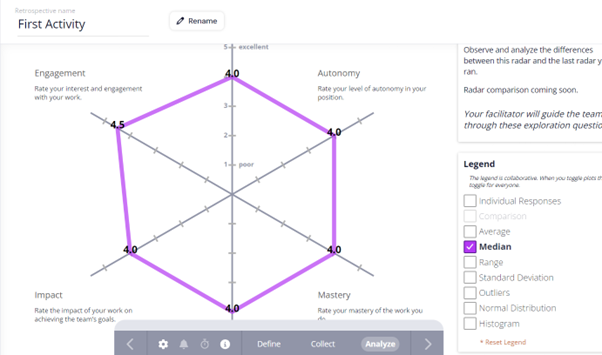 Retrospective name
First Activity
Rename
5 excellent
4.0
Engagement
Rate your interest and engagement
with your work.
Autonomy
Rate your level of autonomy in your
position.
3
4.5
4.0
2
1 poor
4.0
4.0
Impact
Rate the impact of your work on
achieving the team's goals.
4.0
Mastery
Rate your mastery of the work you
do.
Define
Collect
Analyze
Observe and analyze the differences
between this radar and the last radar y
ran.
Radar comparison coming soon.
Your facilitator will guide the team
through these exploration questio
Legend
The legend is collaborative. When you toggle plots th
toggle for everyone.
Individual Responses
Comparison
Average
Median
Range
Standard Deviation
Outliers
Normal Distribution
Histogram
* Reset Legend